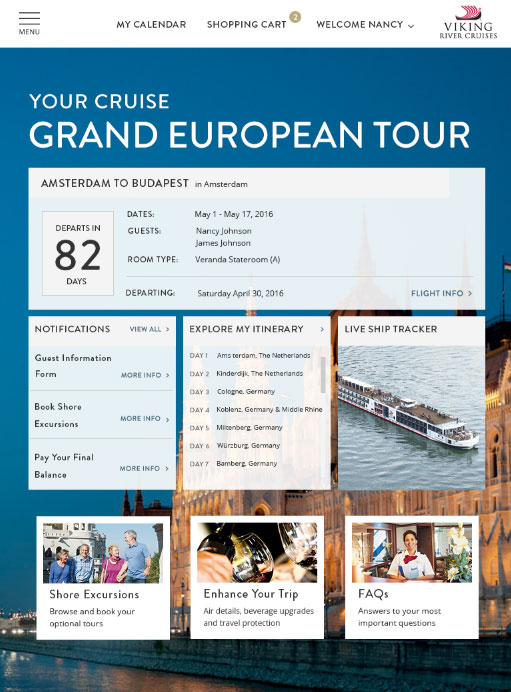 MENU
MY CALENDAR
SHOPPING CART
2
WELCOME NANCY
VIKING
RIVER CRUISES
YOUR CRUISE
GRAND EUROPEAN TOUR
AMSTERDAM TO BUDAPEST in Amsterdam
DEPARTS IN
82
DAYS
DATES: May 1 - May 17, 2016
GUESTS: Nancy Johnson
James Johnson
ROOM TYPE: Veranda Stateroom (A)
DEPARTING: Saturday April 30, 2016
FLIGHT INFO >
NOTIFICATIONS VIEW ALL >
Guest Information
Form MORE INFO >
Book Shore
Excursions MORE INFO >
Pay Your Final
Balance MORE INFO >
EXPLORE MY ITINERARY >
DAY 1 Amsterdam, The Netherlands
DAY 2 Kinderdijk, The Netherlands
DAY 3 Cologne, Germany
DAY 4 Koblenz, Germany & Middle Rhine
DAY 5 Miltenberg, Germany
DAY 6 Würzburg, Germany
DAY 7 Bamberg, Germany
LIVE SHIP TRACKER
Shore Excursions
Browse and book your
optional tours
Enhance Your Trip
Air details, beverage upgrades
and travel protection
FAQs
Answers to your most
important questions